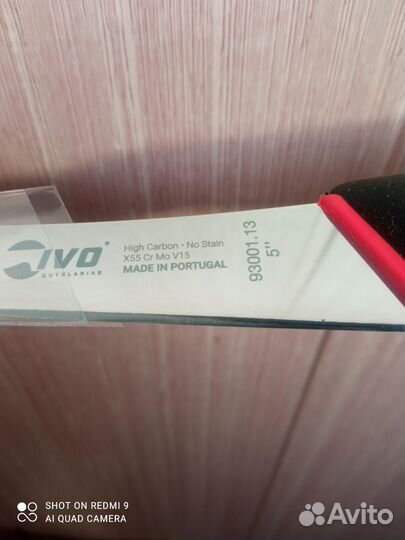 IVO®
CUTELARIAS
High Carbon • No Stain
X55 Cr Mo V15
MADE IN PORTUGAL
93001.13
5"
SHOT ON REDMI 9
AI QUAD CAMERA
Avito